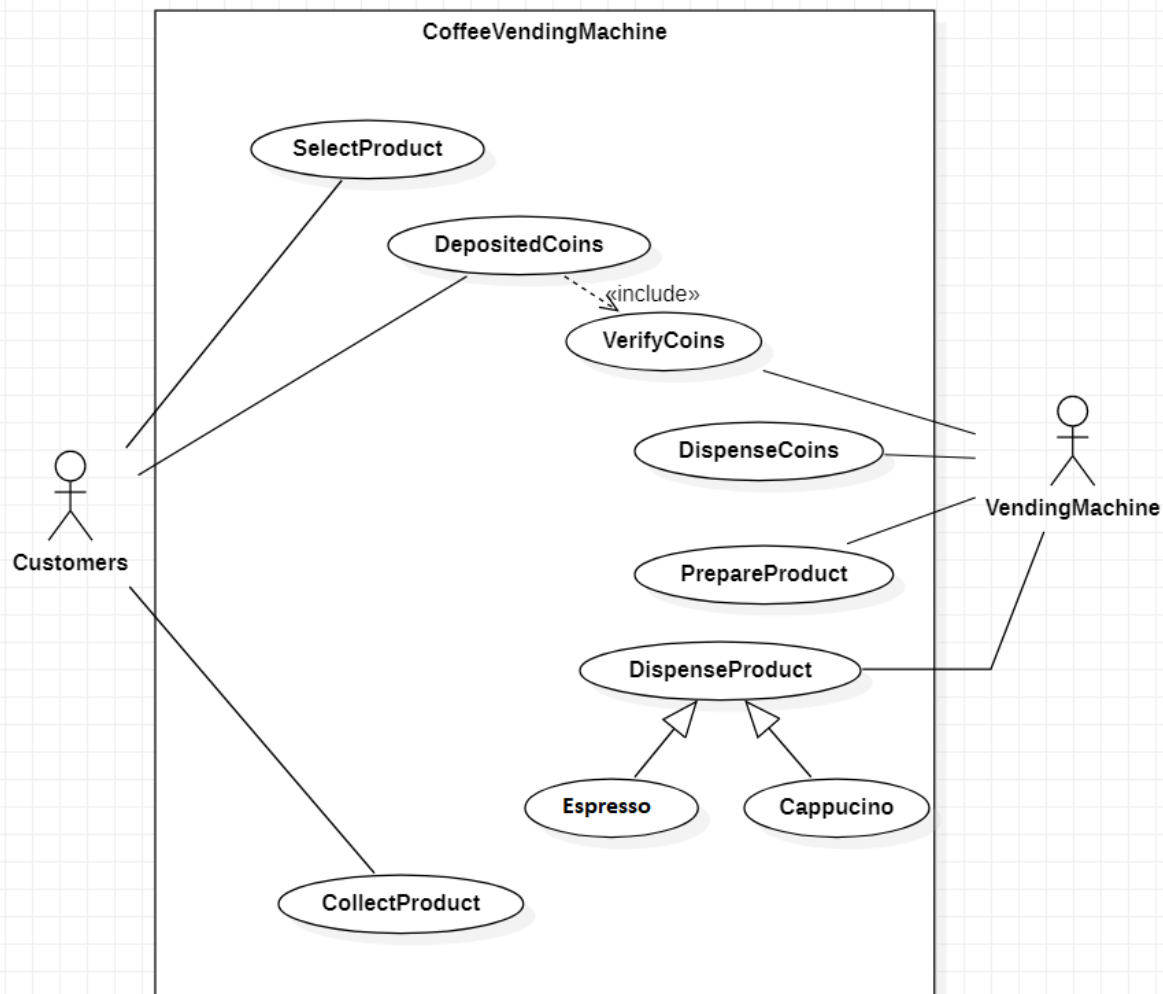 CoffeeVendingMachine
SelectProduct
DepositedCoins
«include»
VerifyCoins
DispenseCoins
VendingMachine
Customers
PrepareProduct
DispenseProduct
Espresso
Cappucino
CollectProduct